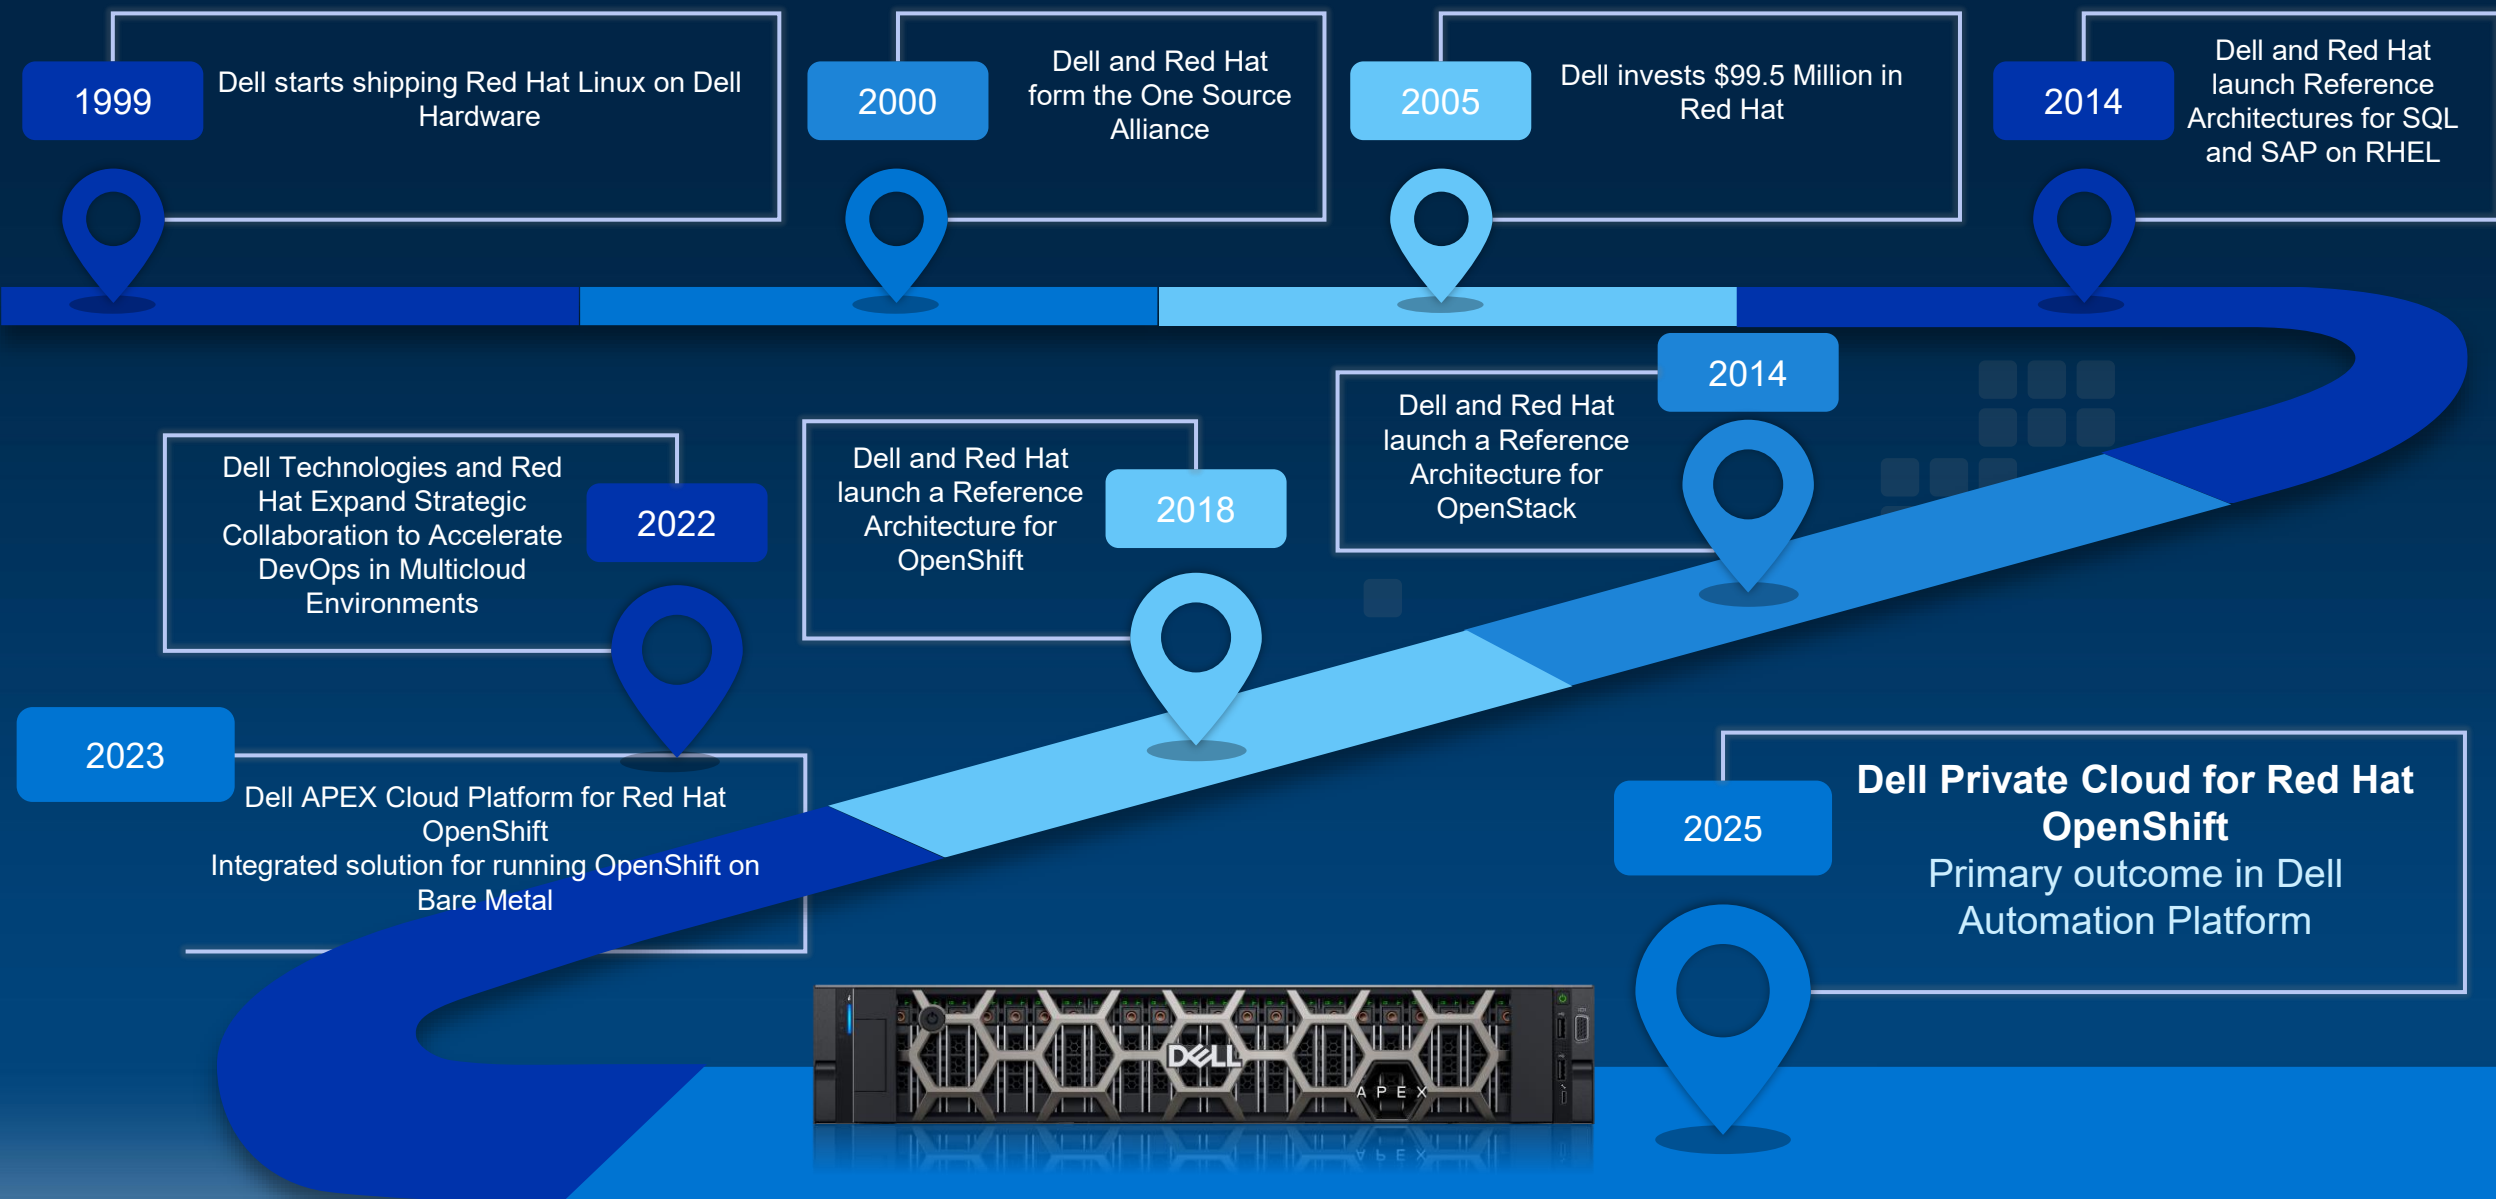 1999
Dell starts shipping Red Hat Linux on Dell
Hardware
2000
Dell and Red Hat
form the One Source
Alliance
2005
Dell invests $99.5 Million in
Red Hat
2014
Dell and Red Hat
launch Reference
Architectures for SQL
and SAP on RHEL
2014
Dell and Red Hat
launch a Reference
Architecture for
OpenStack
2018
Dell and Red Hat
launch a Reference
Architecture for
OpenShift
2022
Dell Technologies and Red
Hat Expand Strategic
Collaboration to Accelerate
DevOps in Multicloud
Environments
2023
Dell APEX Cloud Platform for Red Hat
OpenShift
Integrated solution for running OpenShift on
Bare Metal
2025
Dell Private Cloud for Red Hat
OpenShift
Primary outcome in Dell
Automation Platform
DELL
APEX